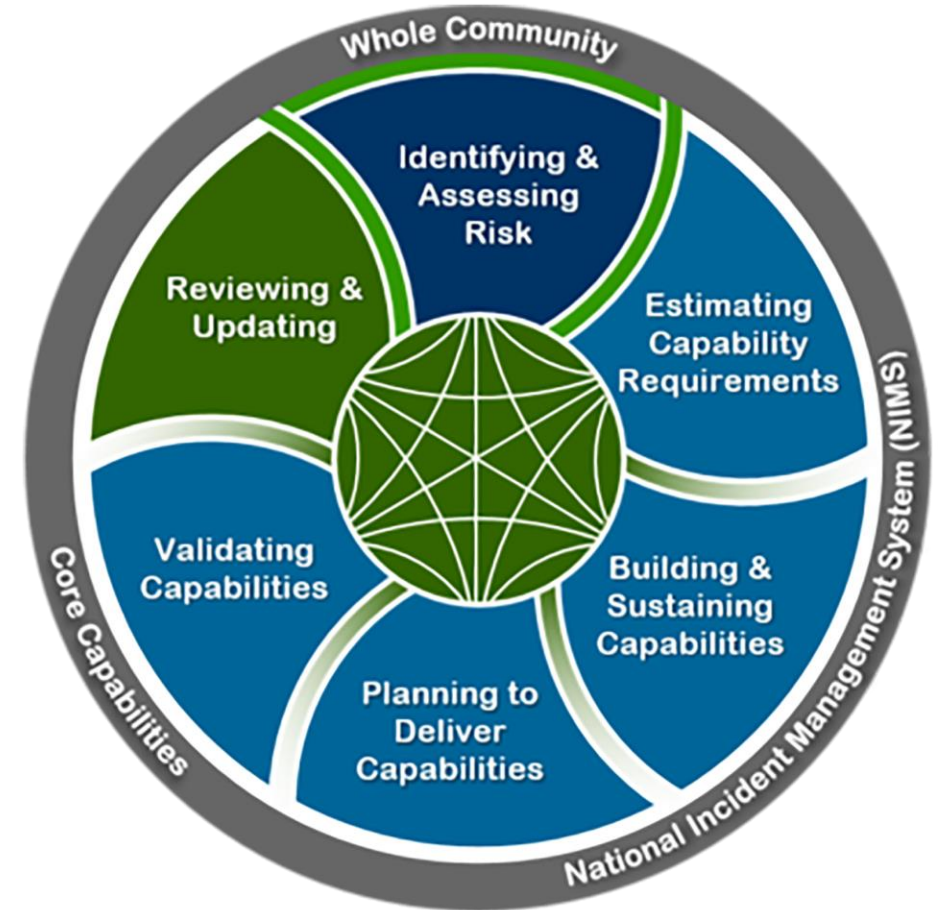 Whole Community
Identifying &
Assessing
Risk
Estimating
Capability
Requirements
Building &
Sustaining
Capabilities
Planning to
Deliver
Capabilities
Validating
Capabilities
Reviewing &
Updating
National Incident Management System (NIMS)
Core Capabilities